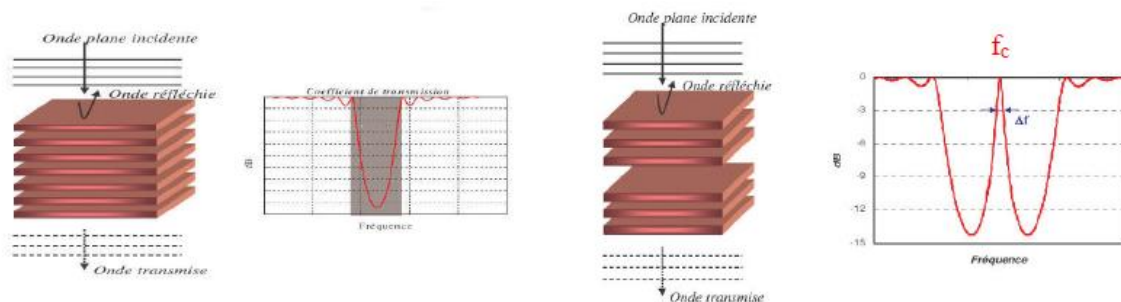 Onde plane incidente
Onde réfléchie
Onde transmise
Coefficient de transmission
dB
Fréquence
Onde plane incidente
Onde réfléchie
Onde transmise
fc
0
-3
-6
-9
-12
-15
Δf
dB
Fréquence